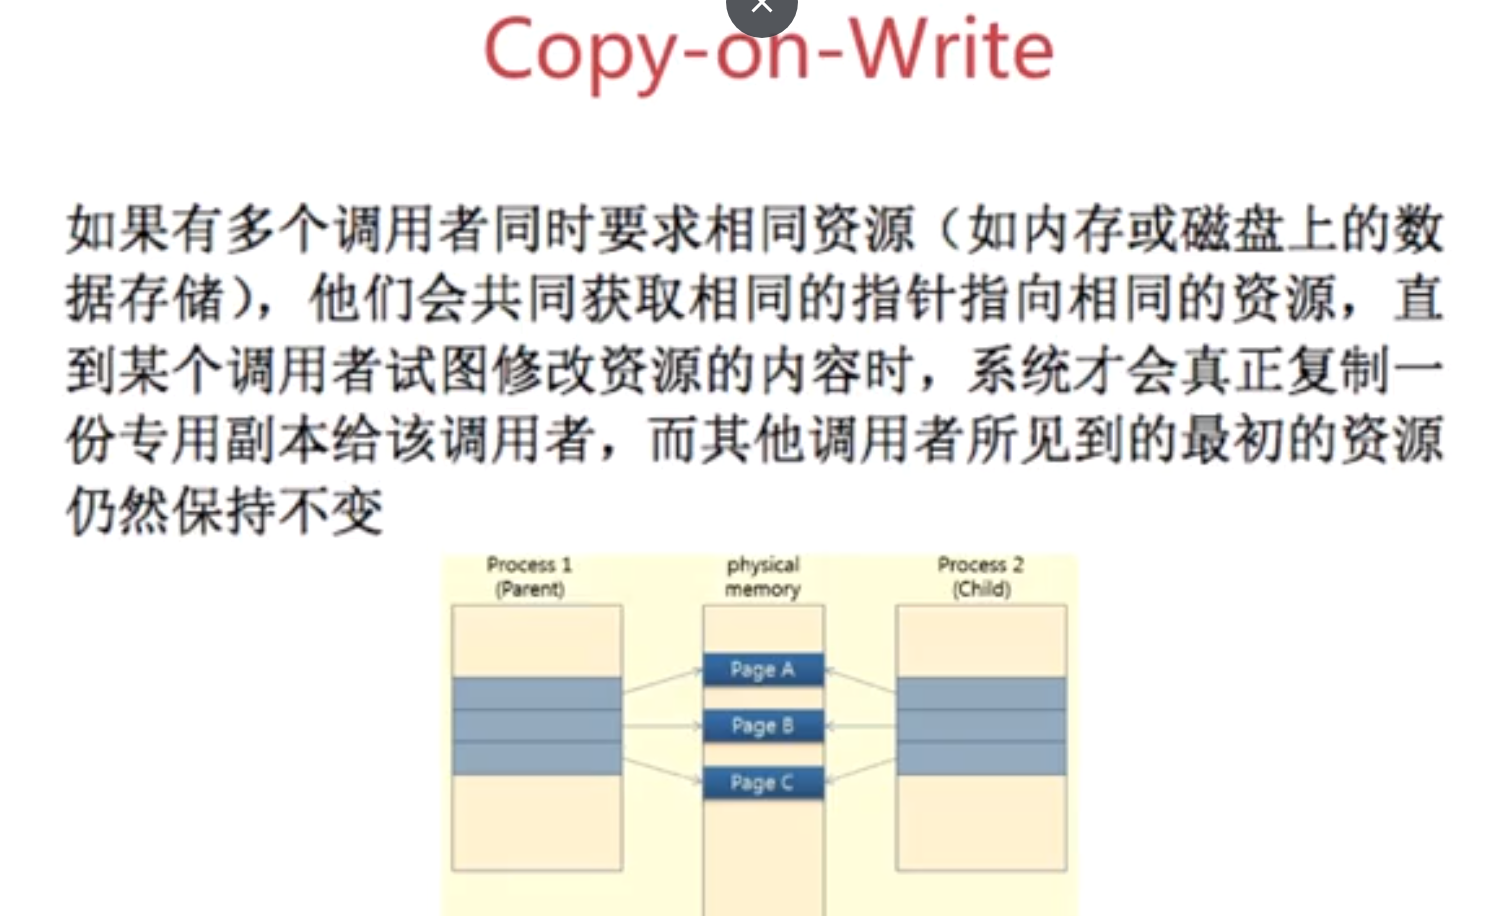 Copy-on-Write
如果有多个调用者同时要求相同资源（如内存或磁盘上的数
据存储），他们会共同获取相同的指针指向相同的资源，直
到某个调用者试图修改资源的内容时，系统才会真正复制一
份专用副本给该调用者，而其他调用者所见到的最初的资源
仍然保持不变
Process 1
(Parent)
physical
memory
Process 2
(Child)
Page A
Page B
Page C